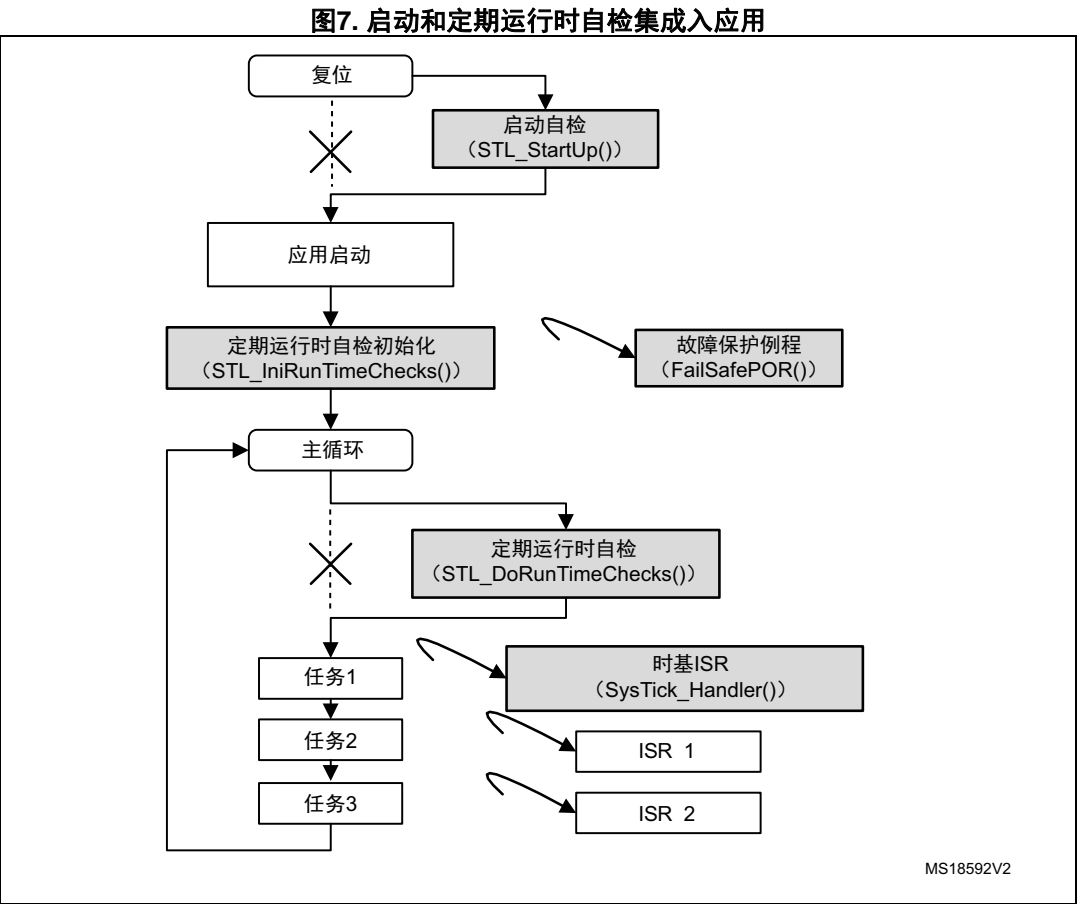 图7. 启动和定期运行时自检集成入应用
复位
启动自检
（STL_StartUp()）
应用启动
定期运行时自检初始化
（STL_IniRunTimeChecks()）
故障保护例程
（FailSafePOR()）
主循环
定期运行时自检
（STL_DoRunTimeChecks()）
任务1
时基ISR
（SysTick_Handler()）
任务2
ISR 1
任务3
ISR 2
MS18592V2